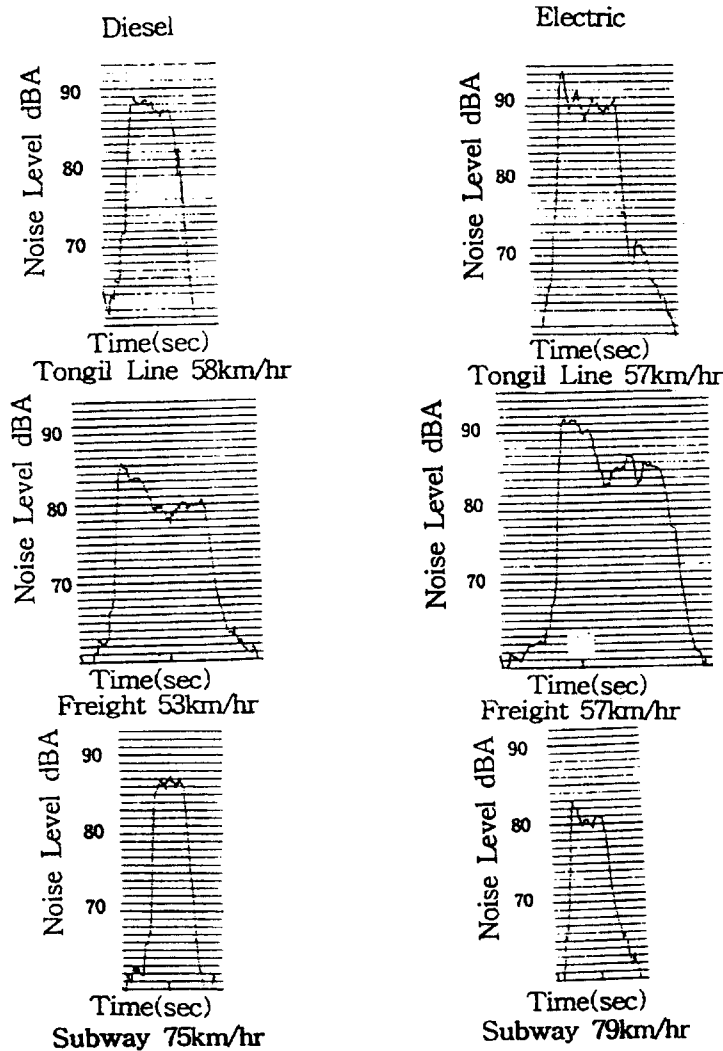 Diesel
Noise Level dBA
90
80
70
Time(sec)
Tongil Line 58km/hr
Electric
Noise Level dBA
90
80
70
Time(sec)
Tongil Line 57km/hr
Noise Level dBA
90
80
70
Time(sec)
Freight 53km/hr
Noise Level dBA
90
80
70
Time(sec)
Freight 57km/hr
Noise Level dBA
90
80
70
Time(sec)
Subway 75km/hr
Noise Level dBA
90
80
70
Time(sec)
Subway 79km/hr